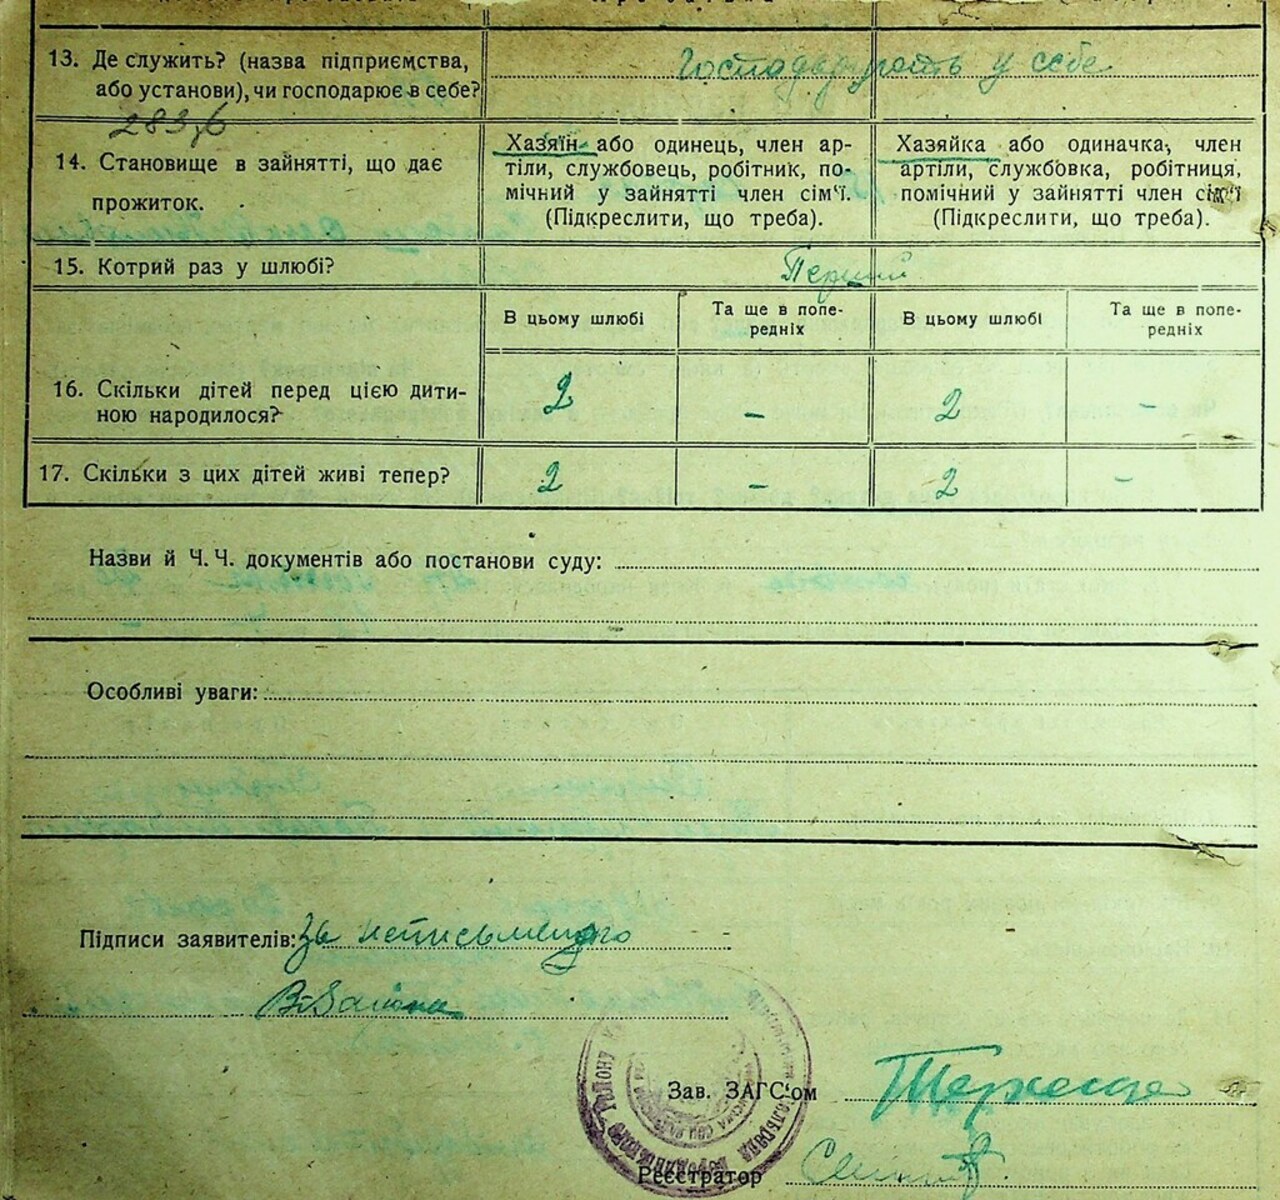 13. Де служить? (назва підприємства,
або установи), чи господарює в себе?
Господарують у себе
283/6
14. Становище в зайнятті, що дає
прожиток.
Хазяїн або одинець, член ар-
тіли, службовець, робітник, по-
мічний у зайнятті член сім'ї.
(Підкреслити, що треба).
Хазяйка або одиначка, член
артіли, службовка, робітниця,
помічний у зайнятті член сім'ї
(Підкреслити, що треба).
15. Котрий раз у шлюбі?
Перший
В цьому шлюбі
Та ще в попе-
редніх
В цьому шлюбі
Та ще в попе-
редніх
16. Скільки дітей перед цією дити-
ною народилося?
2 – 2 –
17. Скільки з цих дітей живі тепер?
2 – 2 –
Назви й Ч. Ч. документів або постанови суду:
Особливі уваги:
Підписи заявителів: За неписьменного
Зав. ЗАГС'ом
Реєстратор